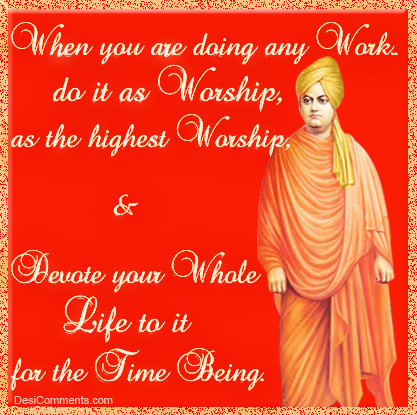 When you are doing any Work..
do it as Worship,
as the highest Worship,
&
Devote your Whole
Life to it
for the Time Being.
DesiComments.com